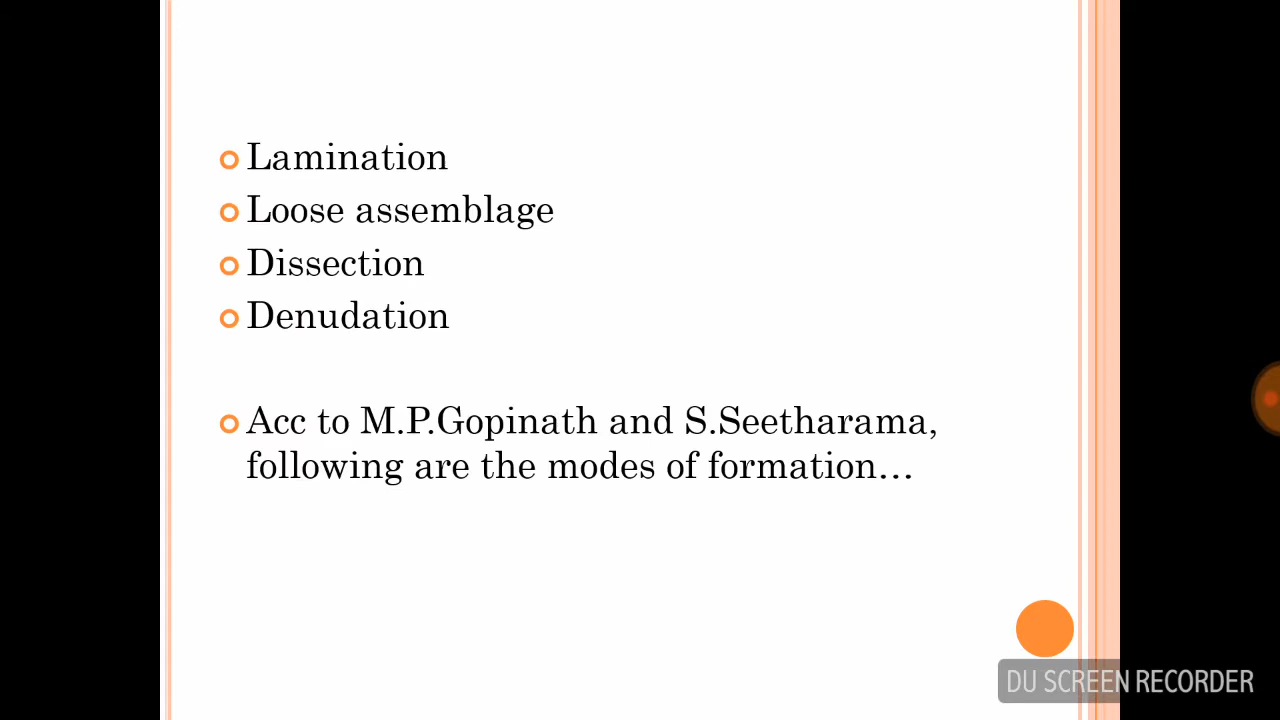 Lamination
Loose assemblage
Dissection
Denudation
Acc to M.P.Gopinath and S.Seetharama,
following are the modes of formation…
DU SCREEN RECORDER